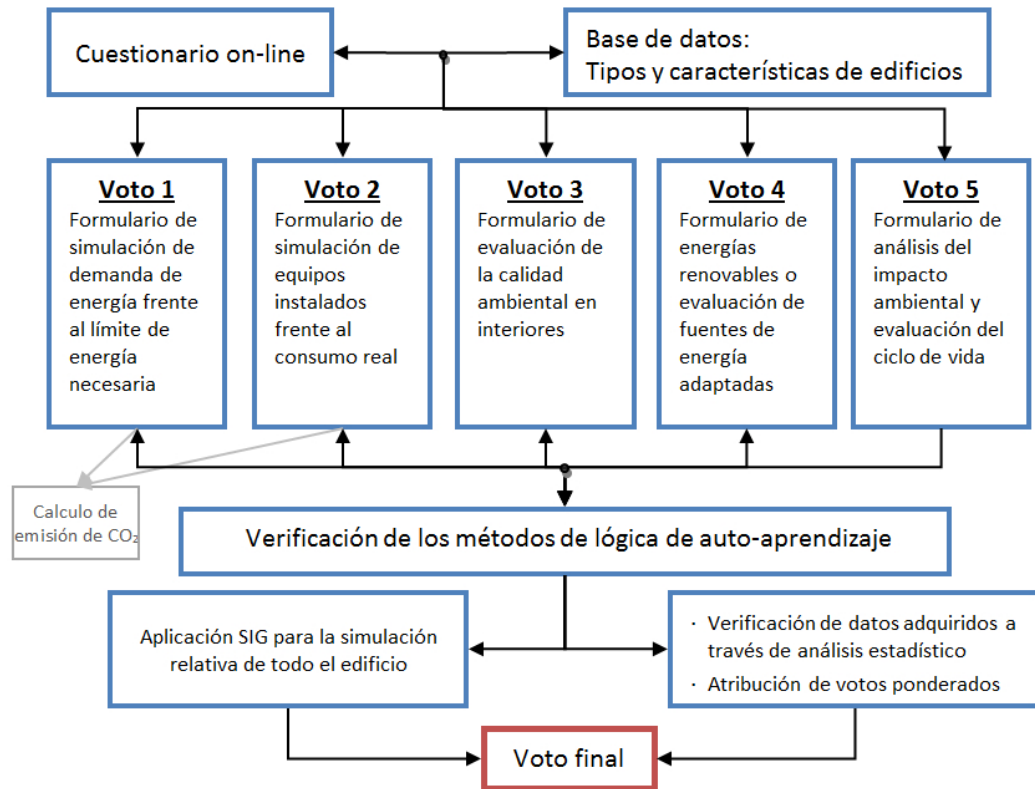 Cuestionario on-line
Base de datos:
Tipos y características de edificios
Voto 1
Formulario de
simulación de
demanda de
energía frente
al límite de
energía
necesaria
Voto 2
Formulario de
simulación de
equipos
instalados
frente al
consumo real
Voto 3
Formulario de
evaluación de
la calidad
ambiental en
interiores
Voto 4
Formulario de
energías
renovables o
evaluación de
fuentes de
energía
adaptadas
Voto 5
Formulario de
análisis del
impacto
ambiental y
evaluación del
ciclo de vida
Calculo de
emisión de CO₂
Verificación de los métodos de lógica de auto-aprendizaje
Aplicación SIG para la simulación
relativa de todo el edificio
· Verificación de datos adquiridos a
través de análisis estadístico
· Atribución de votos ponderados
Voto final